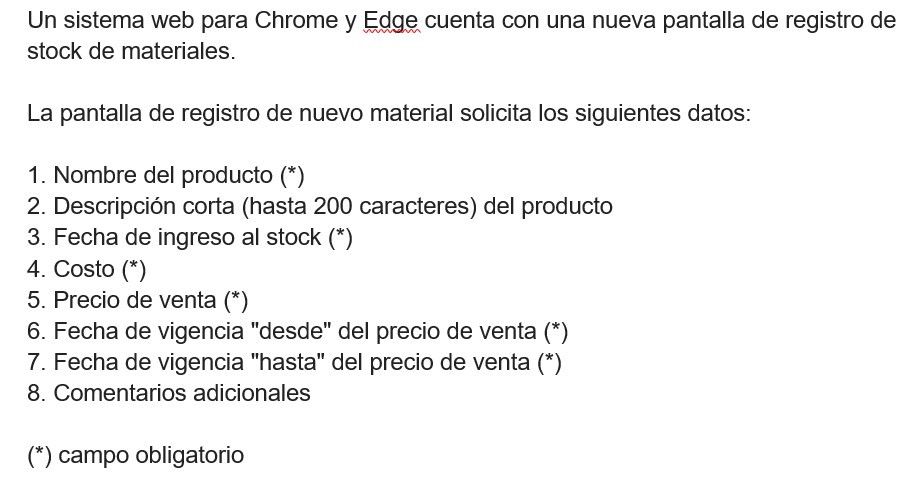 Un sistema web para Chrome y Edge cuenta con una nueva pantalla de registro de
stock de materiales.
La pantalla de registro de nuevo material solicita los siguientes datos:
1. Nombre del producto (*)
2. Descripción corta (hasta 200 caracteres) del producto
3. Fecha de ingreso al stock (*)
4. Costo (*)
5. Precio de venta (*)
6. Fecha de vigencia "desde" del precio de venta (*)
7. Fecha de vigencia "hasta" del precio de venta (*)
8. Comentarios adicionales
(*) campo obligatorio